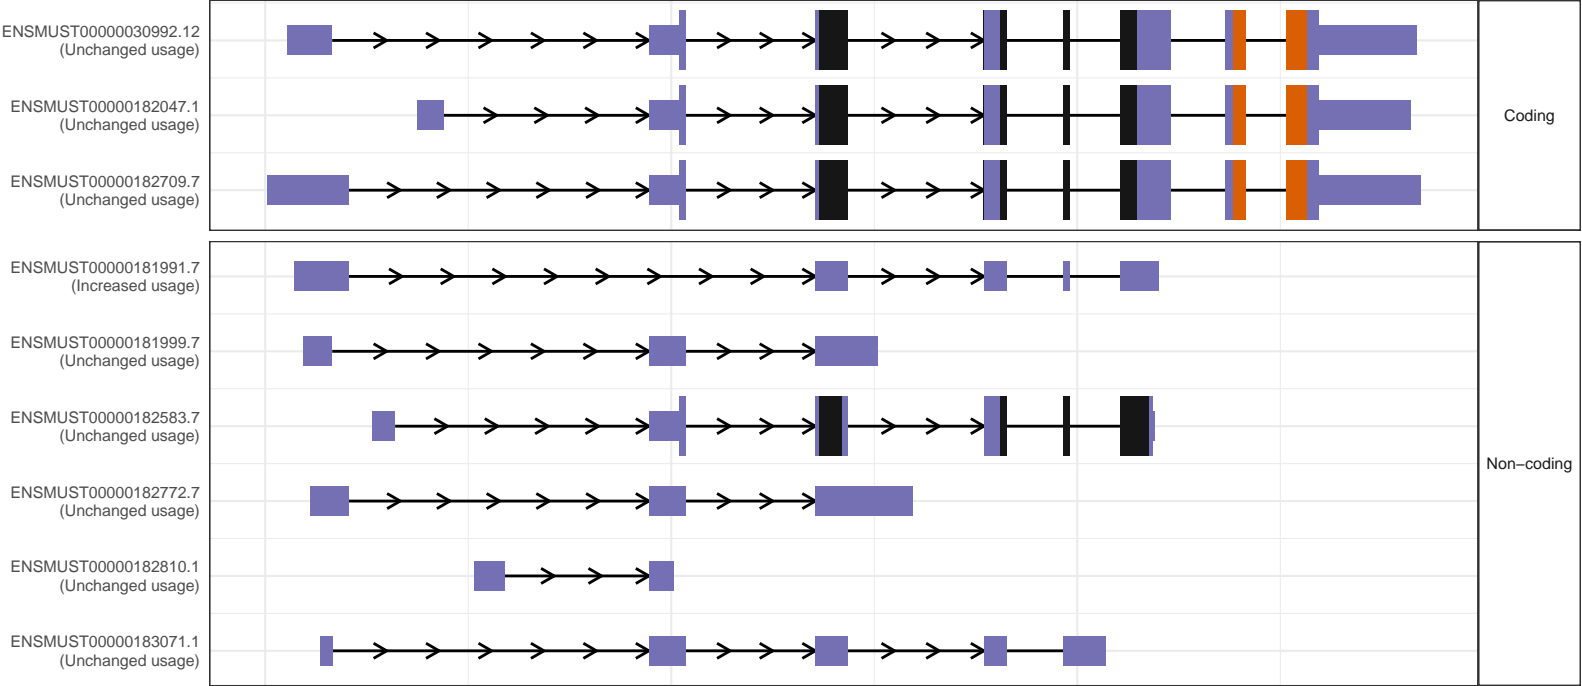 ENSMUST00000030992.12
(Unchanged usage)
ENSMUST00000182047.1
(Unchanged usage)
ENSMUST00000182709.7
(Unchanged usage)
Coding
ENSMUST00000181991.7
(Increased usage)
ENSMUST00000181999.7
(Unchanged usage)
ENSMUST00000182583.7
(Unchanged usage)
ENSMUST00000182772.7
(Unchanged usage)
ENSMUST00000182810.1
(Unchanged usage)
ENSMUST00000183071.1
(Unchanged usage)
Non−coding